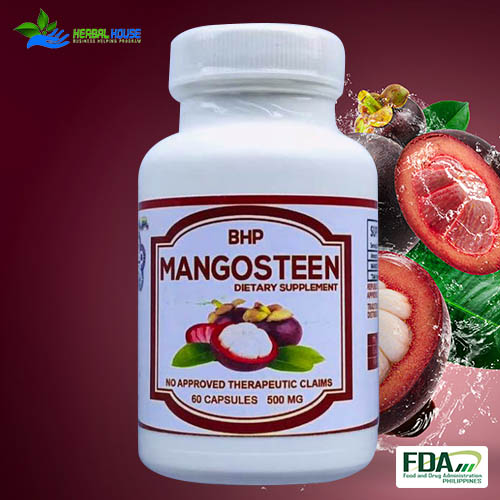 HERBAL HOUSE
BUSINESS HELPING PROGRAM
BHP
MANGOSTEEN
DIETARY SUPPLEMENT
NO APPROVED THERAPEUTIC CLAIMS
60 CAPSULES 500 MG
FDA
Food and Drug Administration
PHILIPPINES